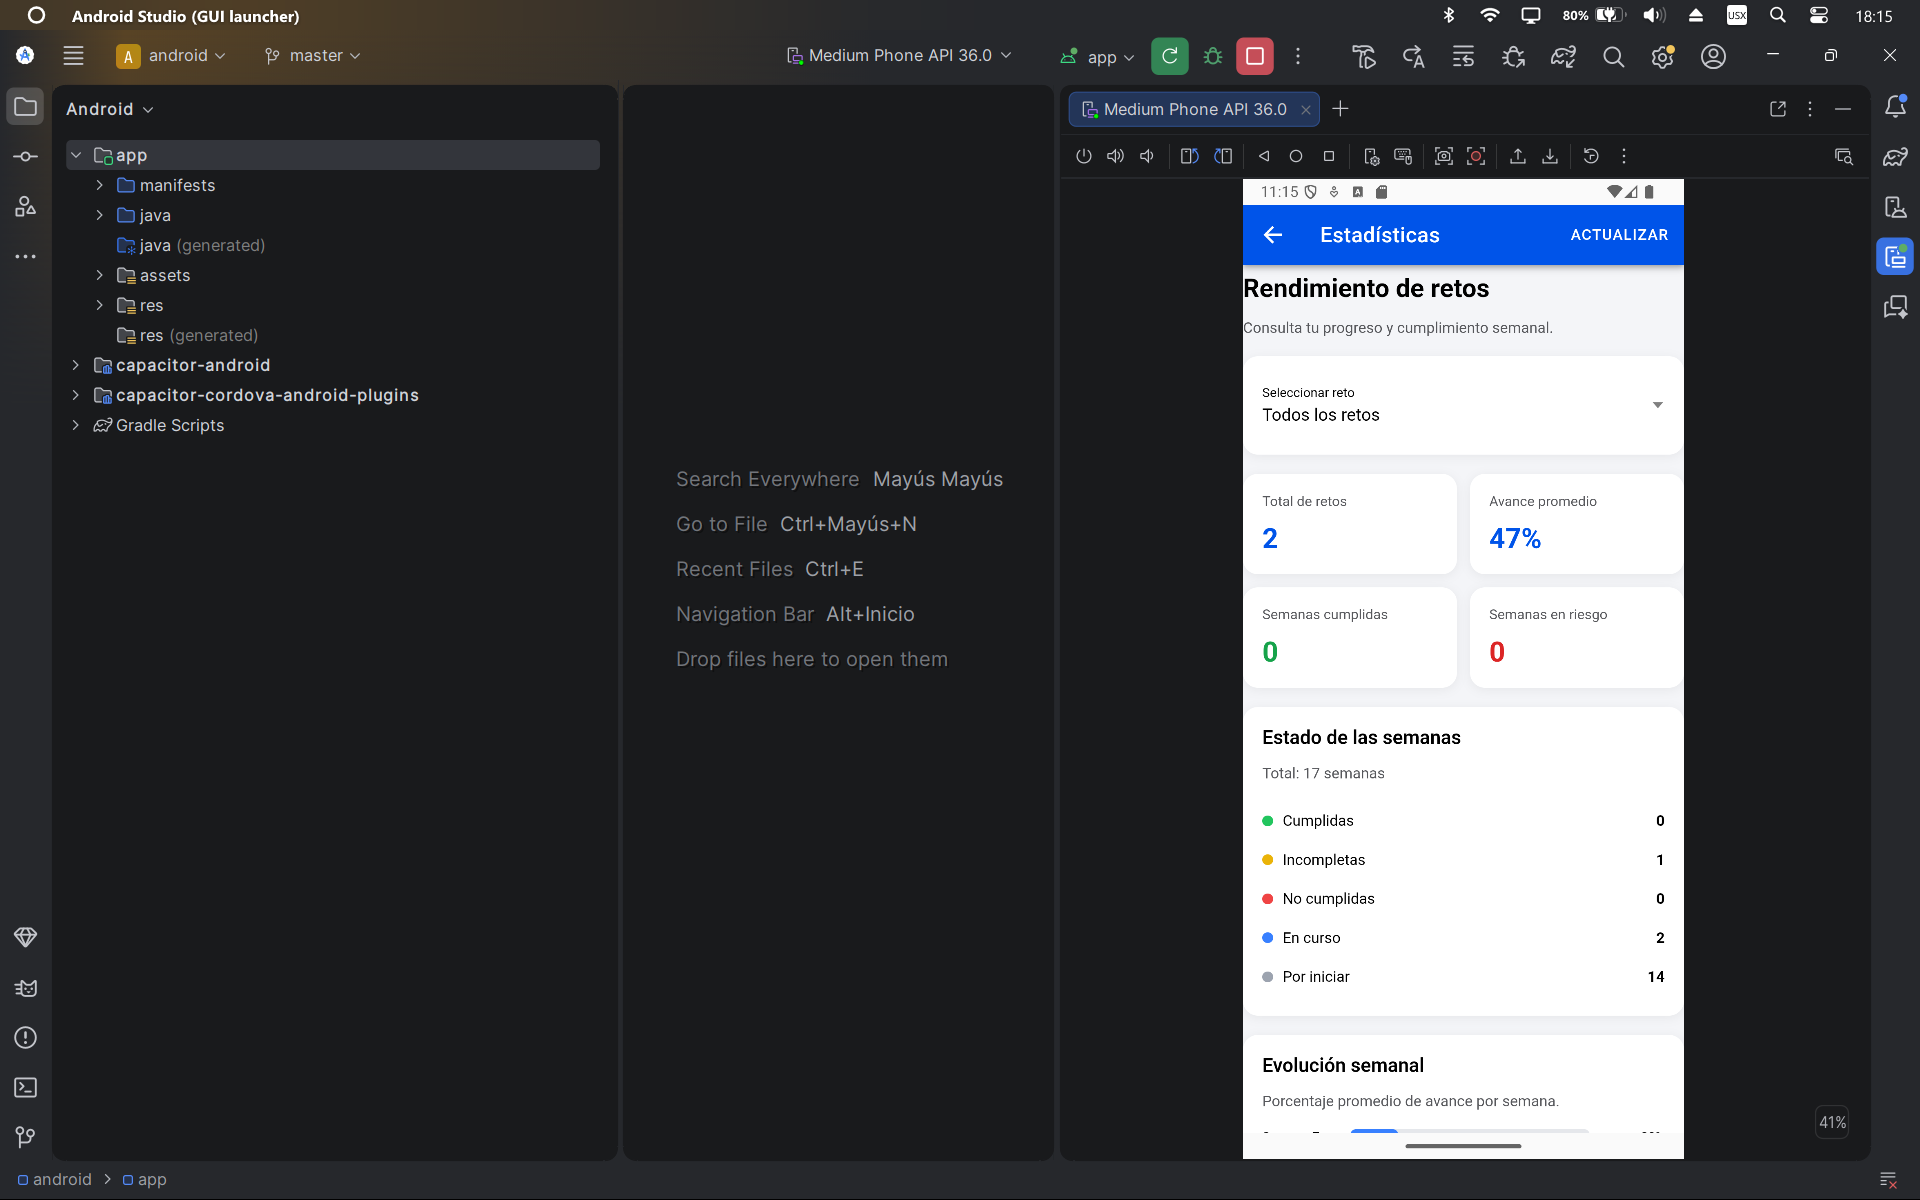 Android Studio (GUI launcher)
80%
USX
18:15
A
android
master
Medium Phone API 36.0
app
Android
app
manifests
java
java (generated)
assets
res
res (generated)
capacitor-android
capacitor-cordova-android-plugins
Gradle Scripts
Search Everywhere Mayús Mayús
Go to File Ctrl+Mayús+N
Recent Files Ctrl+E
Navigation Bar Alt+Inicio
Drop files here to open them
Medium Phone API 36.0
11:15
Estadísticas
ACTUALIZAR
Rendimiento de retos
Consulta tu progreso y cumplimiento semanal.
Seleccionar reto
Todos los retos
Total de retos
2
Avance promedio
47%
Semanas cumplidas
0
Semanas en riesgo
0
Estado de las semanas
Total: 17 semanas
Cumplidas 0
Incompletas 1
No cumplidas 0
En curso 2
Por iniciar 14
Evolución semanal
Porcentaje promedio de avance por semana.
41%
android
app